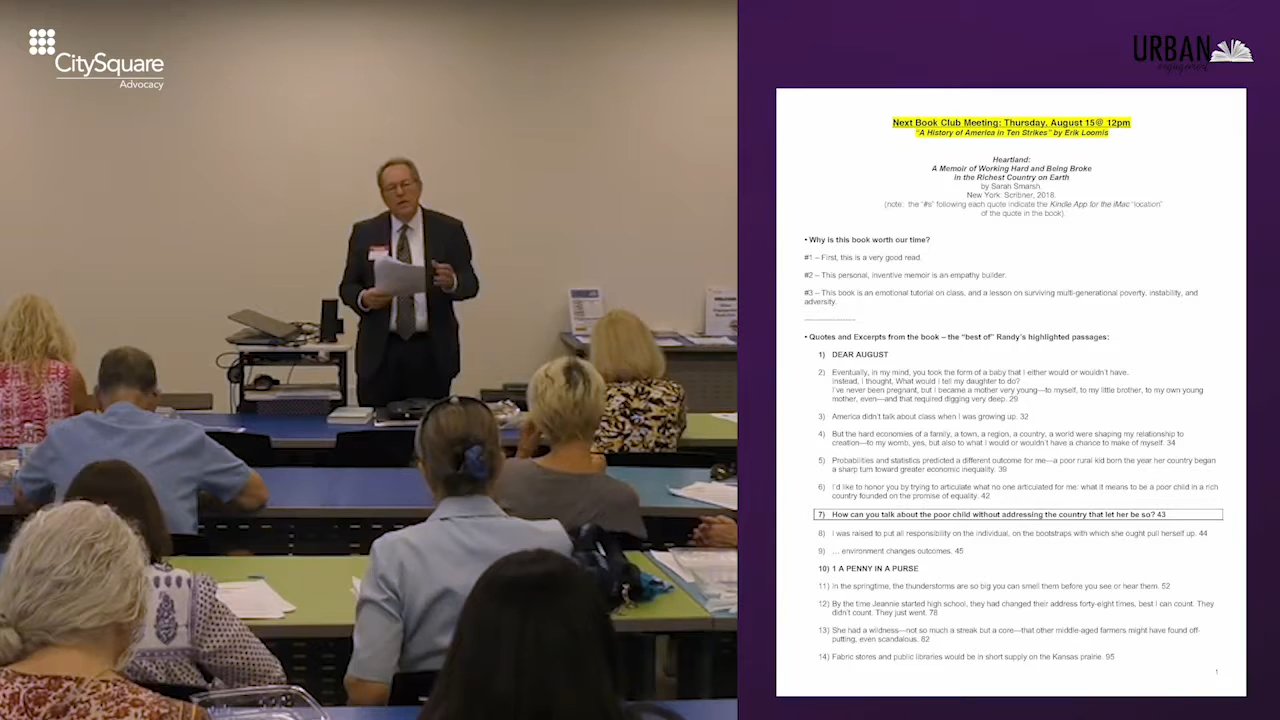 CitySquare
Advocacy
URBAN
engagement
Next Book Club Meeting: Thursday, August 15@ 12pm
"A History of America in Ten Strikes" by Erik Loomis
Heartland:
A Memoir of Working Hard and Being Broke
in the Richest Country on Earth
by Sarah Smarsh.
New York: Scribner, 2018.
(note: the "#s" following each quote indicate the Kindle App for the iMac "location"
of the quote in the book).
• Why is this book worth our time?
#1 – First, this is a very good read.
#2 – This personal, inventive memoir is an empathy builder.
#3 – This book is an emotional tutorial on class, and a lesson on surviving multi-generational poverty, instability, and
adversity.
---------------
• Quotes and Excerpts from the book – the "best of" Randy's highlighted passages:
1) DEAR AUGUST
2) Eventually, in my mind, you took the form of a baby that I either would or wouldn't have.
Instead, I thought, What would I tell my daughter to do?
I've never been pregnant, but I became a mother very young—to myself, to my little brother, to my own young
mother, even—and that required digging very deep. 29
3) America didn't talk about class when I was growing up. 32
4) But the hard economies of a family, a town, a region, a country, a world were shaping my relationship to
creation—to my womb, yes, but also to what I would or wouldn't have a chance to make of myself. 34
5) Probabilities and statistics predicted a different outcome for me—a poor rural kid born the year her country began
a sharp turn toward greater economic inequality. 39
6) I'd like to honor you by trying to articulate what no one articulated for me: what it means to be a poor child in a rich
country founded on the promise of equality. 42
7) How can you talk about the poor child without addressing the country that let her be so? 43
8) I was raised to put all responsibility on the individual, on the bootstraps with which she ought pull herself up. 44
9) … environment changes outcomes. 45
10) 1 A PENNY IN A PURSE
11) In the springtime, the thunderstorms are so big you can smell them before you see or hear them. 52
12) By the time Jeannie started high school, they had changed their address forty-eight times, best I can count. They
didn't count. They just went. 78
13) She had a wildness—not so much a streak but a core—that other middle-aged farmers might have found off-
putting, even scandalous. 82
14) Fabric stores and public libraries would be in short supply on the Kansas prairie. 95
1